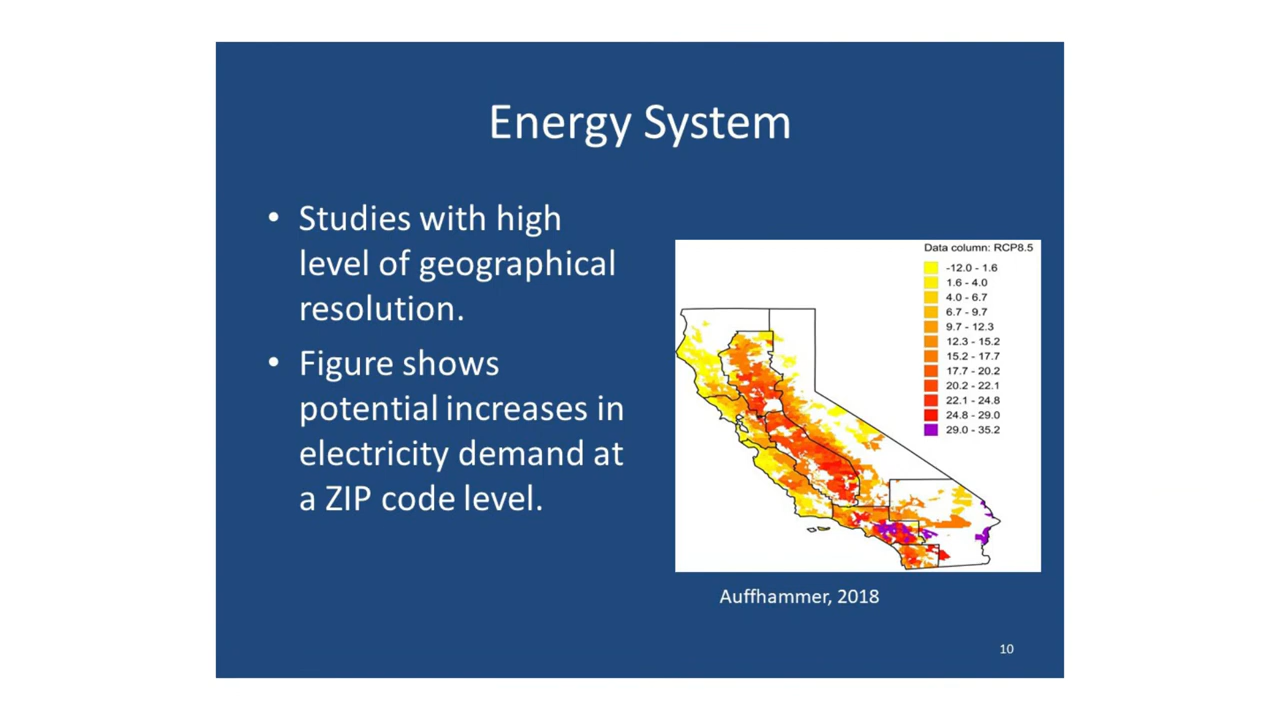 Energy System
• Studies with high
level of geographical
resolution.
• Figure shows
potential increases in
electricity demand at
a ZIP code level.
Data column: RCP8.5
-12.0 - 1.6
1.6 - 4.0
4.0 - 6.7
6.7 - 9.7
9.7 - 12.3
12.3 - 15.2
15.2 - 17.7
17.7 - 20.2
20.2 - 22.1
22.1 - 24.8
24.8 - 29.0
29.0 - 35.2
Auffhammer, 2018
10